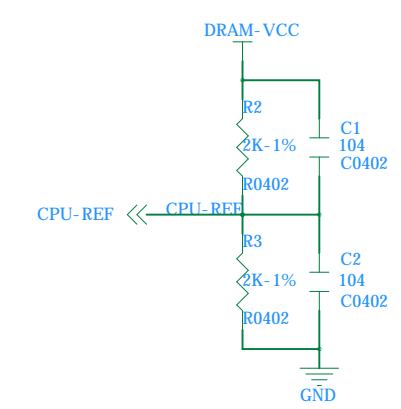 DRAM-VCC
R2
C1
2K-1%
104
C0402
R0402
CPU-REF
CPU-REF
R3
C2
2K-1%
104
C0402
R0402
GND